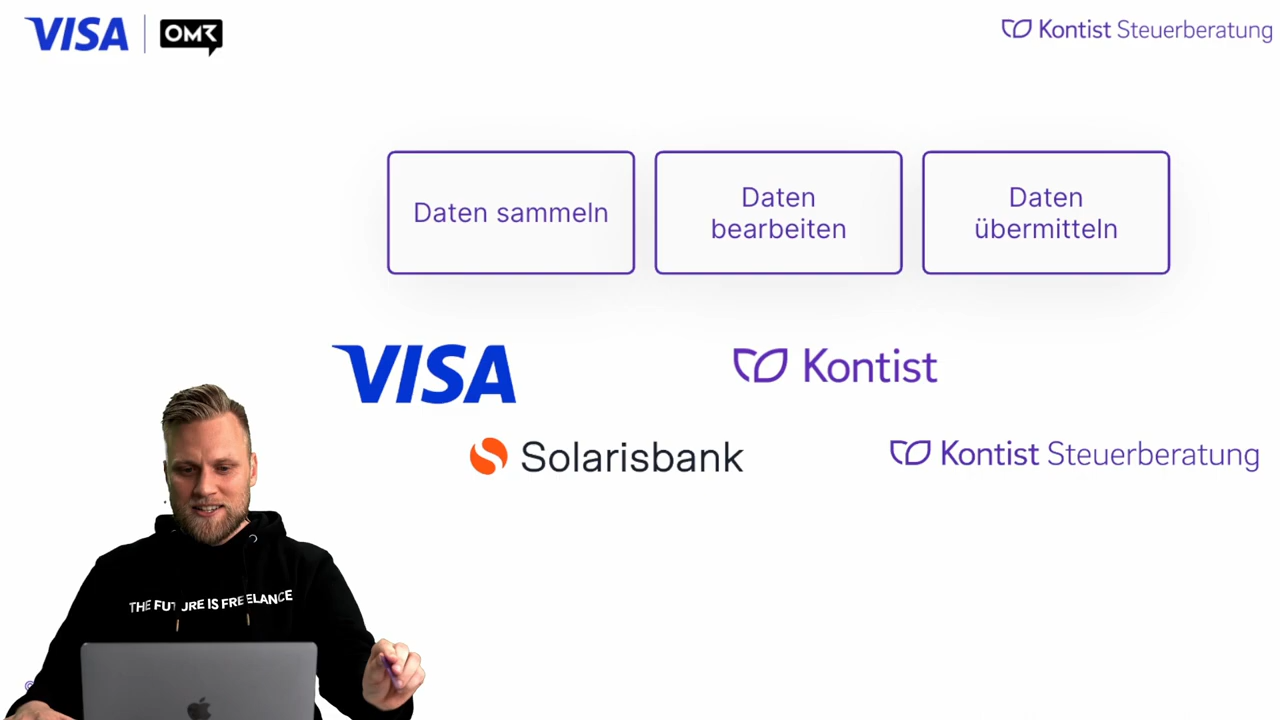 VISA
OMR
Kontist Steuerberatung
Daten sammeln
Daten
bearbeiten
Daten
übermitteln
VISA
Kontist
Solarisbank
Kontist Steuerberatung
THE FUTURE IS FREELANCE